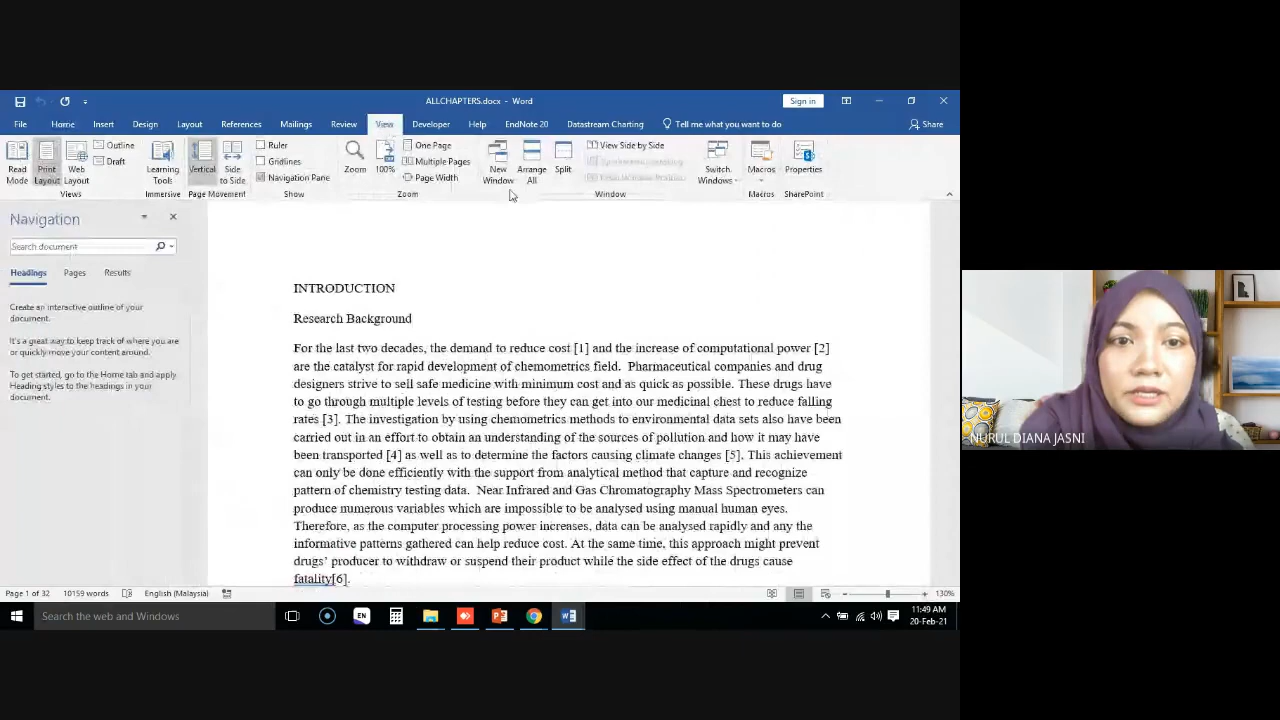 ALLCHAPTERS.docx - Word
Sign in
File Home Insert Design Layout References Mailings Review View Developer Help EndNote 20 Datastream Charting Tell me what you want to do Share
Read Mode
Print Layout
Web Layout
Outline
Draft
Views
Learning Tools
Immersive
Vertical
Side to Side
Page Movement
Ruler
Gridlines
Navigation Pane
Show
Zoom
100%
One Page
Multiple Pages
Page Width
Zoom
New Window
Arrange All
Split
View Side by Side
Window
Switch Windows
Macros
Macros
Properties
SharePoint
Navigation
Search document
Headings Pages Results
Create an interactive outline of your
document.
It's a great way to keep track of where you are
or quickly move your content around.
To get started, go to the Home tab and apply
Heading styles to the headings in your
document.
INTRODUCTION
Research Background
For the last two decades, the demand to reduce cost [1] and the increase of computational power [2]
are the catalyst for rapid development of chemometrics field. Pharmaceutical companies and drug
designers strive to sell safe medicine with minimum cost and as quick as possible. These drugs have
to go through multiple levels of testing before they can get into our medicinal chest to reduce falling
rates [3]. The investigation by using chemometrics methods to environmental data sets also have been
carried out in an effort to obtain an understanding of the sources of pollution and how it may have
been transported [4] as well as to determine the factors causing climate changes [5]. This achievement
can only be done efficiently with the support from analytical method that capture and recognize
pattern of chemistry testing data. Near Infrared and Gas Chromatography Mass Spectrometers can
produce numerous variables which are impossible to be analysed using manual human eyes.
Therefore, as the computer processing power increases, data can be analysed rapidly and any the
informative patterns gathered can help reduce cost. At the same time, this approach might prevent
drugs' producer to withdraw or suspend their product while the side effect of the drugs cause
fatality[6].
NURUL DIANA JASNI
Page 1 of 32 10159 words English (Malaysia) 130%
Search the web and Windows
EN
11:49 AM
20-Feb-21